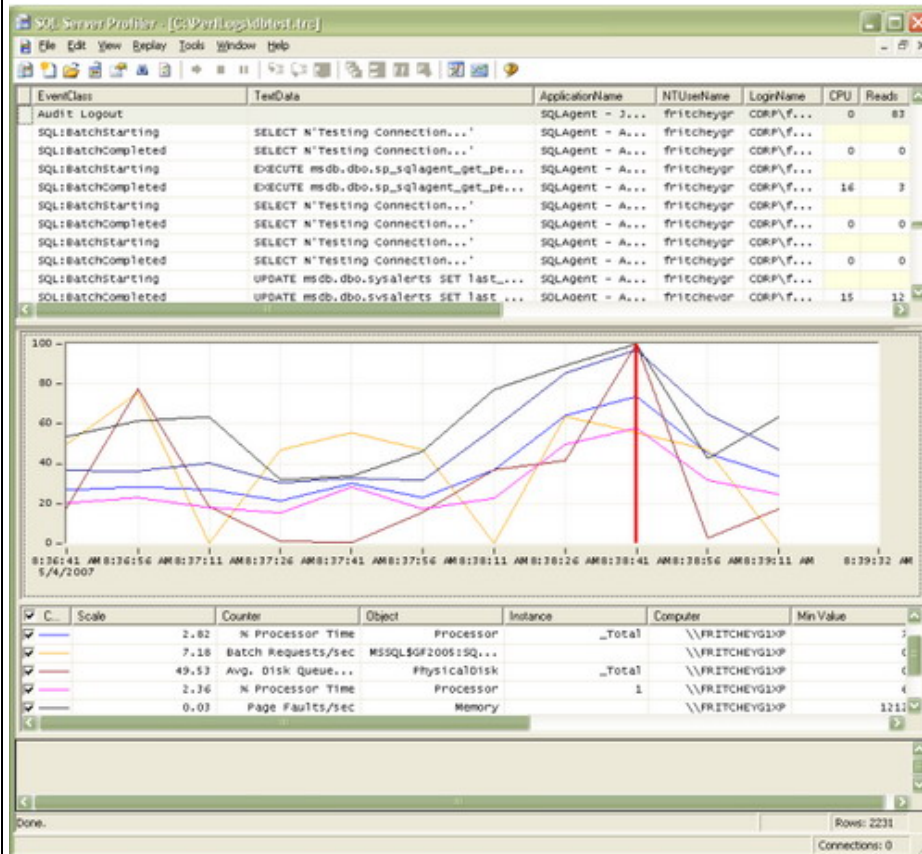 SQL Server Profiler - [C:\PerfLogs\dbtest.trc]
File Edit View Replay Tools Window Help
EventClass TextData ApplicationName NTUserName LoginName CPU Reads
Audit Logout SQLAgent - J... fritcheygr CORP\f... 0 83
SQL:BatchStarting SELECT N'Testing Connection...' SQLAgent - A... fritcheygr CORP\f...
SQL:BatchCompleted SELECT N'Testing Connection...' SQLAgent - A... fritcheygr CORP\f... 0 0
SQL:BatchStarting EXECUTE msdb.dbo.sp_sqlagent_get_pe... SQLAgent - A... fritcheygr CORP\f...
SQL:BatchCompleted EXECUTE msdb.dbo.sp_sqlagent_get_pe... SQLAgent - A... fritcheygr CORP\f... 16 3
SQL:BatchStarting SELECT N'Testing Connection...' SQLAgent - A... fritcheygr CORP\f...
SQL:BatchCompleted SELECT N'Testing Connection...' SQLAgent - A... fritcheygr CORP\f... 0 0
SQL:BatchStarting SELECT N'Testing Connection...' SQLAgent - A... fritcheygr CORP\f...
SQL:BatchCompleted SELECT N'Testing Connection...' SQLAgent - A... fritcheygr CORP\f... 0 0
SQL:BatchStarting UPDATE msdb.dbo.sysalerts SET last_... SQLAgent - A... fritcheygr CORP\f...
SQL:BatchCompleted UPDATE msdb.dbo.sysalerts SET last_... SQLAgent - A... fritcheygr CORP\f... 15 12
100
80
60
40
20
0
8:36:41 AM 8:36:56 AM 8:37:11 AM 8:37:26 AM 8:37:41 AM 8:37:56 AM 8:38:11 AM 8:38:26 AM 8:38:41 AM 8:38:56 AM 8:39:11 AM 8:39:32 AM
5/4/2007
C... Scale Counter Object Instance Computer Min Value
2.82 % Processor Time Processor _Total \\FRITCHEYG1XP
7.18 Batch Requests/sec MSSQL$GF2005:SQ... \\FRITCHEYG1XP
49.53 Avg. Disk Queue... PhysicalDisk _Total \\FRITCHEYG1XP
2.36 % Processor Time Processor 1 \\FRITCHEYG1XP
0.03 Page Faults/sec Memory \\FRITCHEYG1XP 1212
Done. Rows: 2231
Connections: 0